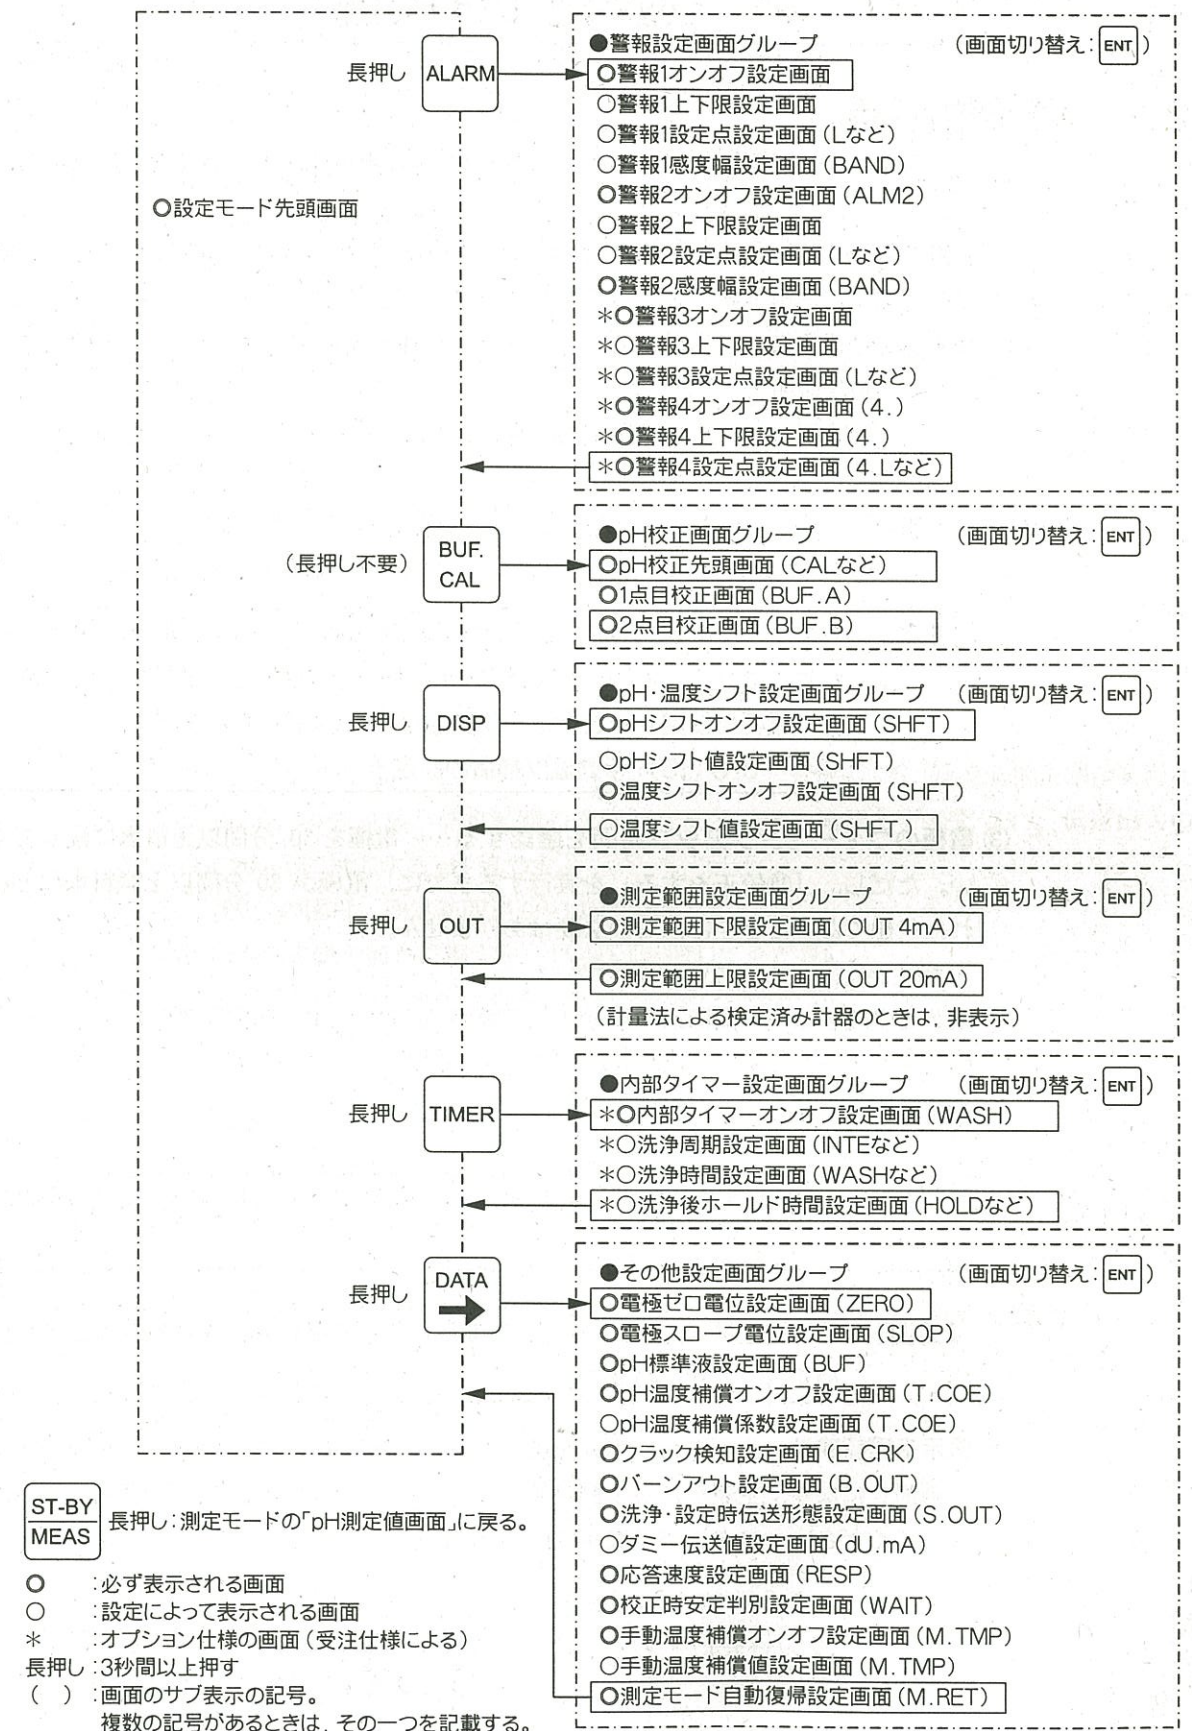 ●警報設定画面グループ (画面切り替え:ENT)
長押し ALARM
◎警報1オンオフ設定画面
○警報1上下限設定画面
○警報1設定点設定画面(Lなど)
○警報1感度幅設定画面(BAND)
◎警報2オンオフ設定画面(ALM2)
◎設定モード先頭画面
○警報2上下限設定画面
○警報2設定点設定画面(Lなど)
◎警報2感度幅設定画面(BAND)
*◎警報3オンオフ設定画面
*○警報3上下限設定画面
*○警報3設定点設定画面(Lなど)
*◎警報4オンオフ設定画面(4.)
*◎警報4上下限設定画面(4.)
*◎警報4設定点設定画面(4.Lなど)
●pH校正画面グループ (画面切り替え:ENT)
(長押し不要) BUF. CAL
◎pH校正先頭画面(CALなど)
◎1点目校正画面(BUF.A)
◎2点目校正画面(BUF.B)
●pH・温度シフト設定画面グループ (画面切り替え:ENT)
長押し DISP
◎pHシフトオンオフ設定画面(SHFT)
○pHシフト値設定画面(SHFT)
◎温度シフトオンオフ設定画面(SHFT)
○温度シフト値設定画面(SHFT)
●測定範囲設定画面グループ (画面切り替え:ENT)
長押し OUT
◎測定範囲下限設定画面(OUT 4mA)
◎測定範囲上限設定画面(OUT 20mA)
(計量法による検定済み計器のときは,非表示)
●内部タイマー設定画面グループ (画面切り替え:ENT)
長押し TIMER
*◎内部タイマーオンオフ設定画面(WASH)
*○洗浄周期設定画面(INTEなど)
*○洗浄時間設定画面(WASHなど)
*○洗浄後ホールド時間設定画面(HOLDなど)
●その他設定画面グループ (画面切り替え:ENT)
長押し DATA
◎電極ゼロ電位設定画面(ZERO)
◎電極スロープ電位設定画面(SLOP)
◎pH標準液設定画面(BUF)
◎pH温度補償オンオフ設定画面(T.COE)
○pH温度補償係数設定画面(T.COE)
◎クラック検知設定画面(E.CRK)
◎バーンアウト設定画面(B.OUT)
◎洗浄・設定時伝送形態設定画面(S.OUT)
○ダミー伝送値設定画面(dU.mA)
◎応答速度設定画面(RESP)
◎校正時安定判別設定画面(WAIT)
◎手動温度補償オンオフ設定画面(M.TMP)
○手動温度補償値設定画面(M.TMP)
◎測定モード自動復帰設定画面(M.RET)
ST-BY
MEAS
長押し:測定モードの「pH測定値画面」に戻る。
◎ :必ず表示される画面
○ :設定によって表示される画面
* :オプション仕様の画面(受注仕様による)
長押し:3秒間以上押す
( ) :画面のサブ表示の記号。
複数の記号があるときは,その一つを記載する。